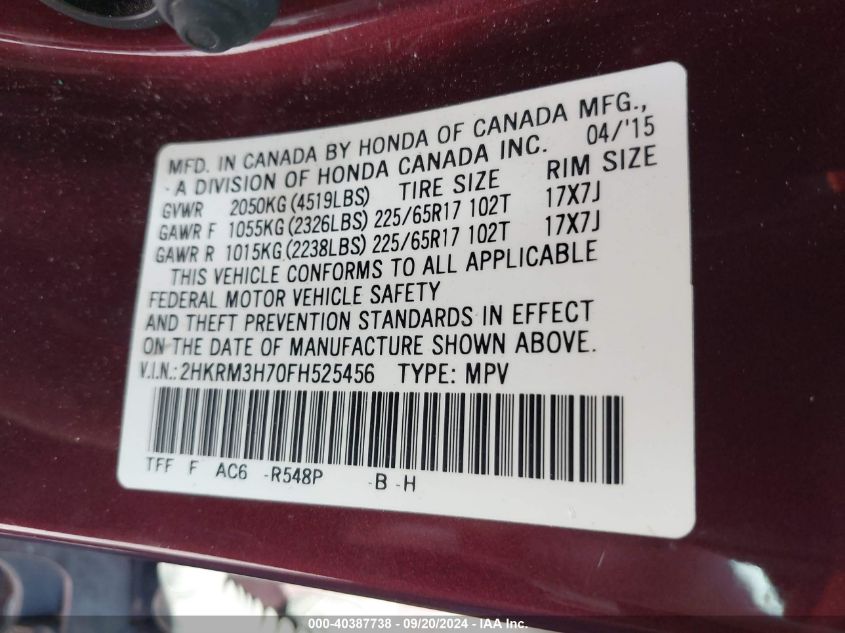 MFD. IN CANADA BY HONDA OF CANADA MFG.,
-A DIVISION OF HONDA CANADA INC. 04/'15
GVWR 2050KG (4519LBS) TIRE SIZE RIM SIZE
GAWR F 1055KG (2326LBS) 225/65R17 102T 17X7J
GAWR R 1015KG (2238LBS) 225/65R17 102T 17X7J
THIS VEHICLE CONFORMS TO ALL APPLICABLE
FEDERAL MOTOR VEHICLE SAFETY
AND THEFT PREVENTION STANDARDS IN EFFECT
ON THE DATE OF MANUFACTURE SHOWN ABOVE.
V.I.N.: 2HKRM3H70FH525456 TYPE: MPV
TFF F AC6 -R548P -B -H
000-40387738 - 09/20/2024 - IAA Inc.